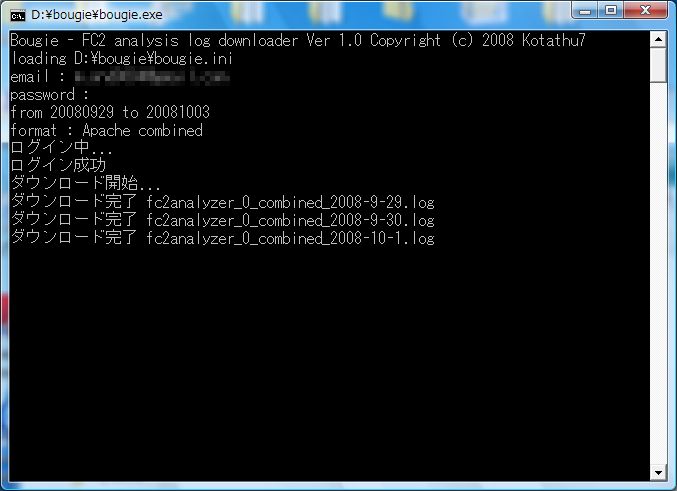 D:¥bougie¥bougie.exe
Bougie - FC2 analysis log downloader Ver 1.0 Copyright (c) 2008 Kotathu7
loading D:¥bougie¥bougie.ini
email :
password :
from 20080929 to 20081003
format : Apache combined
ログイン中...
ログイン成功
ダウンロード開始...
ダウンロード完了 fc2analyzer_0_combined_2008-9-29.log
ダウンロード完了 fc2analyzer_0_combined_2008-9-30.log
ダウンロード完了 fc2analyzer_0_combined_2008-10-1.log